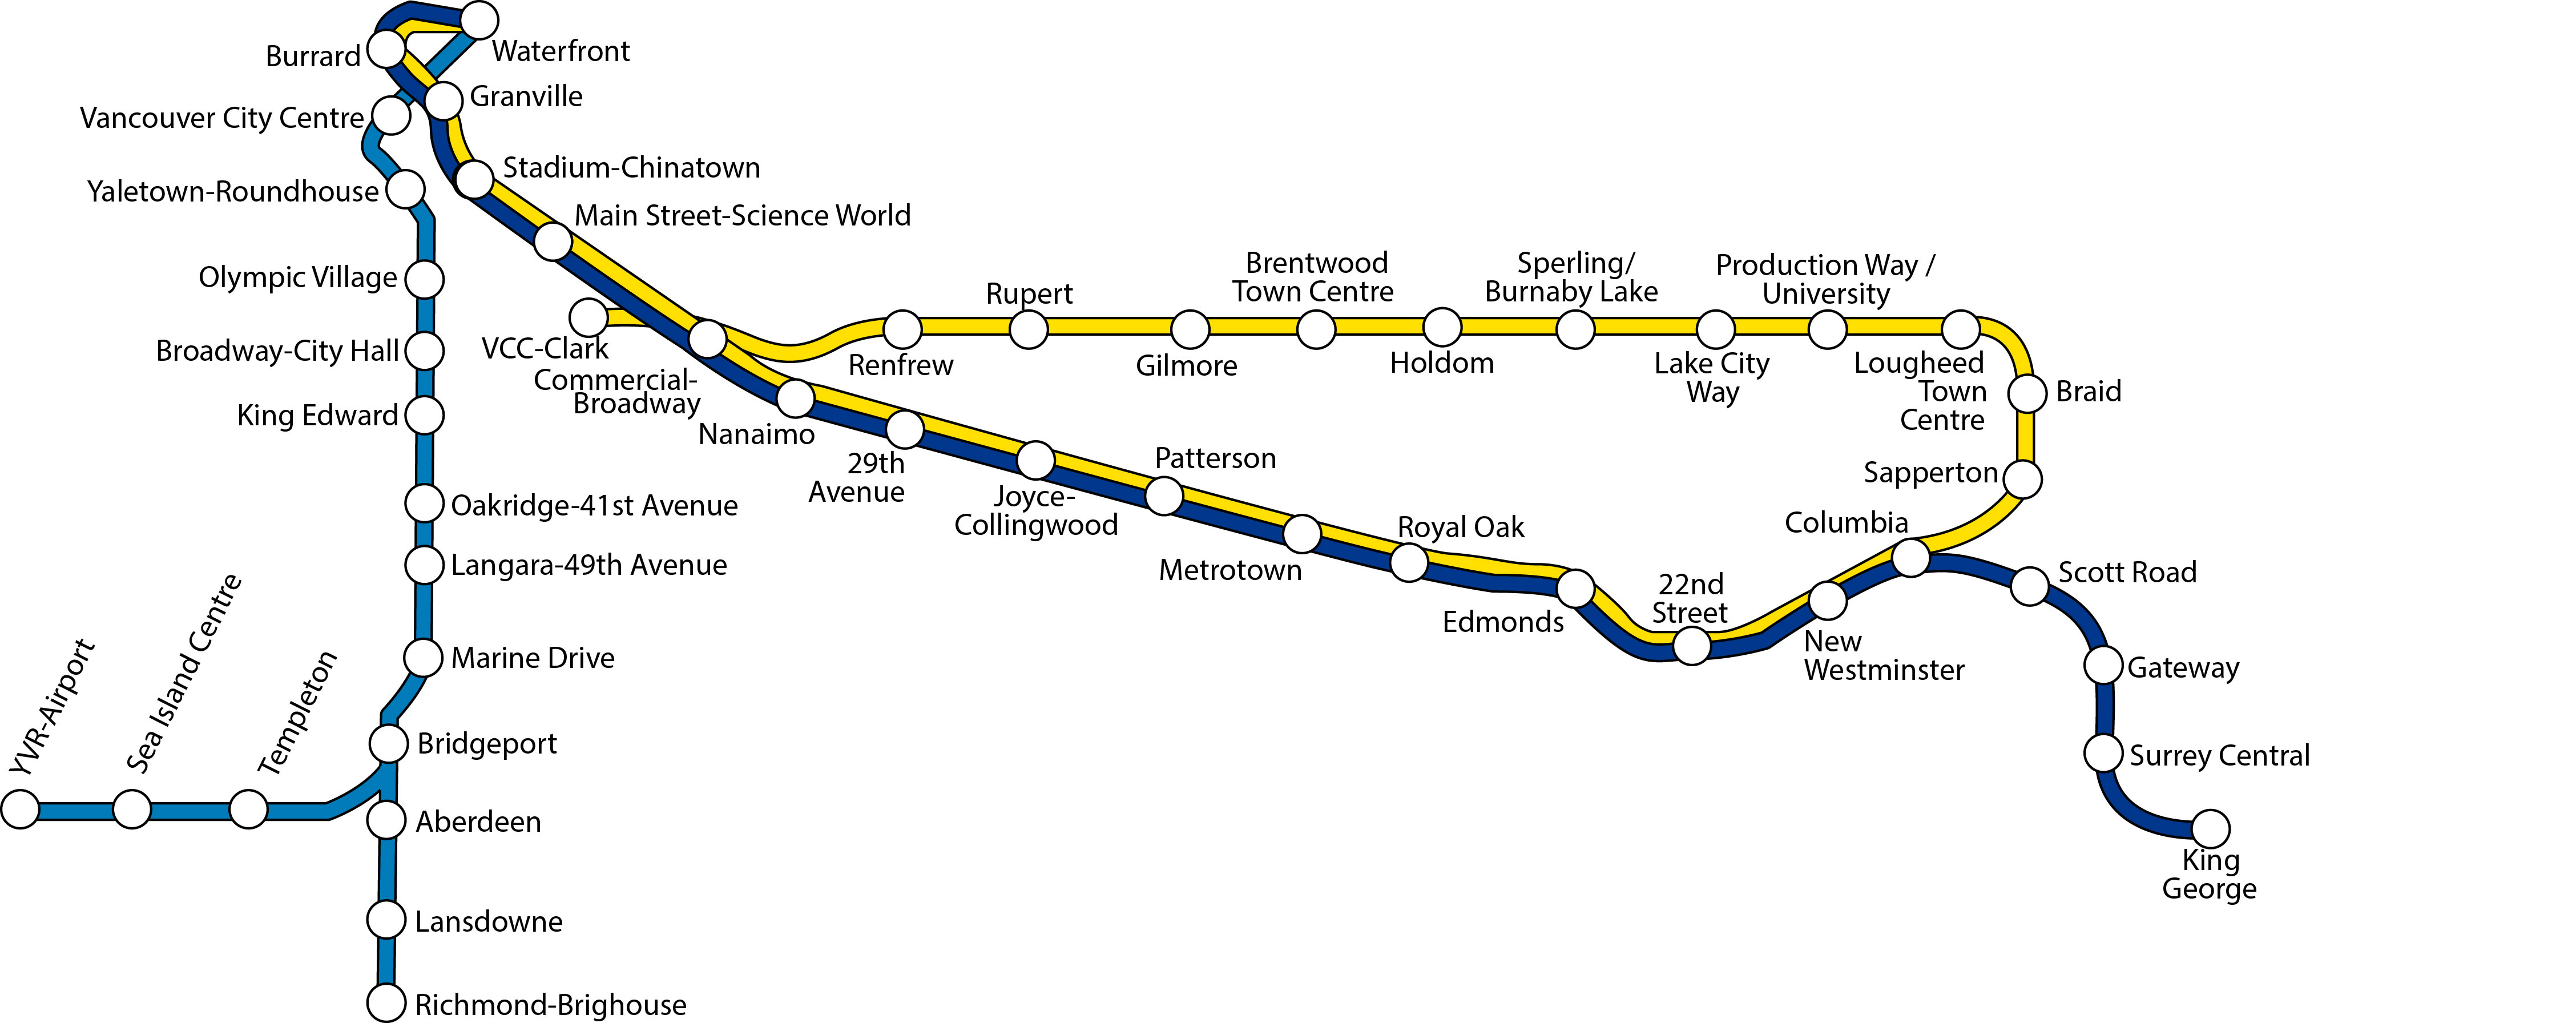 Burrard
Waterfront
Granville
Vancouver City Centre
Stadium-Chinatown
Yaletown-Roundhouse
Main Street-Science World
Olympic Village
Broadway-City Hall
King Edward
Oakridge-41st Avenue
Langara-49th Avenue
Marine Drive
Bridgeport
YVR-Airport
Sea Island Centre
Templeton
Aberdeen
Lansdowne
Richmond-Brighouse
VCC-Clark
Commercial-
Broadway
Renfrew
Rupert
Gilmore
Brentwood
Town Centre
Holdom
Sperling/
Burnaby Lake
Lake City
Way
Production Way /
University
Lougheed
Town
Centre
Braid
Sapperton
Columbia
Nanaimo
29th
Avenue
Joyce-
Collingwood
Patterson
Metrotown
Royal Oak
Edmonds
22nd
Street
New
Westminster
Scott Road
Gateway
Surrey Central
King
George